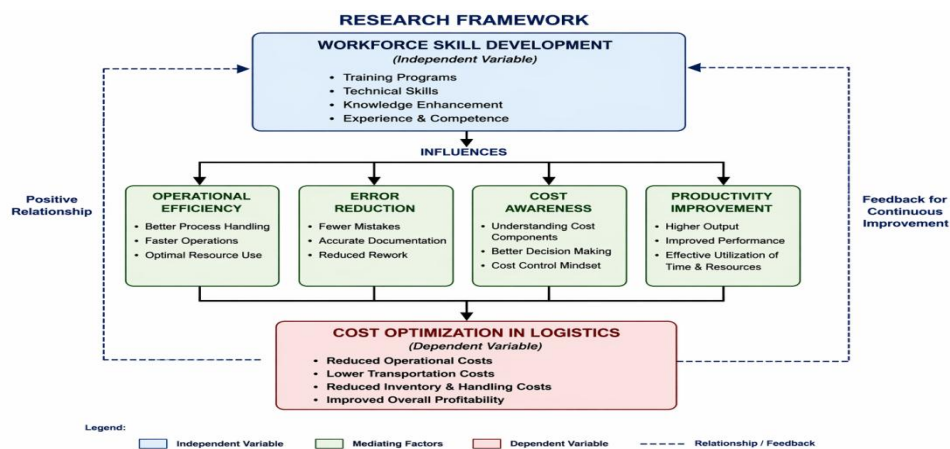 RESEARCH FRAMEWORK
WORKFORCE SKILL DEVELOPMENT
(Independent Variable)
• Training Programs
• Technical Skills
• Knowledge Enhancement
• Experience & Competence
INFLUENCES
Positive
Relationship
OPERATIONAL
EFFICIENCY
• Better Process Handling
• Faster Operations
• Optimal Resource Use
ERROR
REDUCTION
• Fewer Mistakes
• Accurate Documentation
• Reduced Rework
COST
AWARENESS
• Understanding Cost
Components
• Better Decision Making
• Cost Control Mindset
PRODUCTIVITY
IMPROVEMENT
• Higher Output
• Improved Performance
• Effective Utilization of
Time & Resources
Feedback for
Continuous
Improvement
COST OPTIMIZATION IN LOGISTICS
(Dependent Variable)
• Reduced Operational Costs
• Lower Transportation Costs
• Reduced Inventory & Handling Costs
• Improved Overall Profitability
Legend:
Independent Variable
Mediating Factors
Dependent Variable
Relationship / Feedback